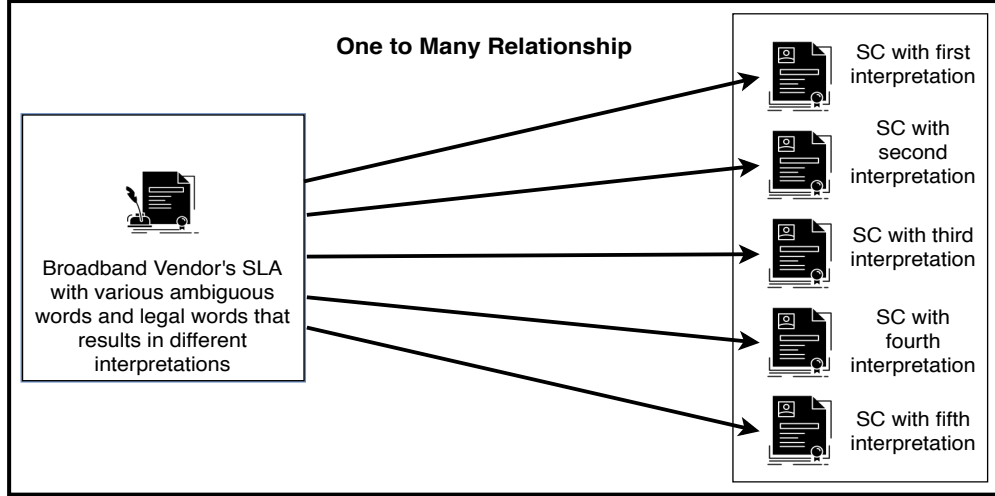 One to Many Relationship
Broadband Vendor's SLA
with various ambiguous
words and legal words that
results in different
interpretations
SC with first
interpretation
SC with
second
interpretation
SC with third
interpretation
SC with
fourth
interpretation
SC with fifth
interpretation